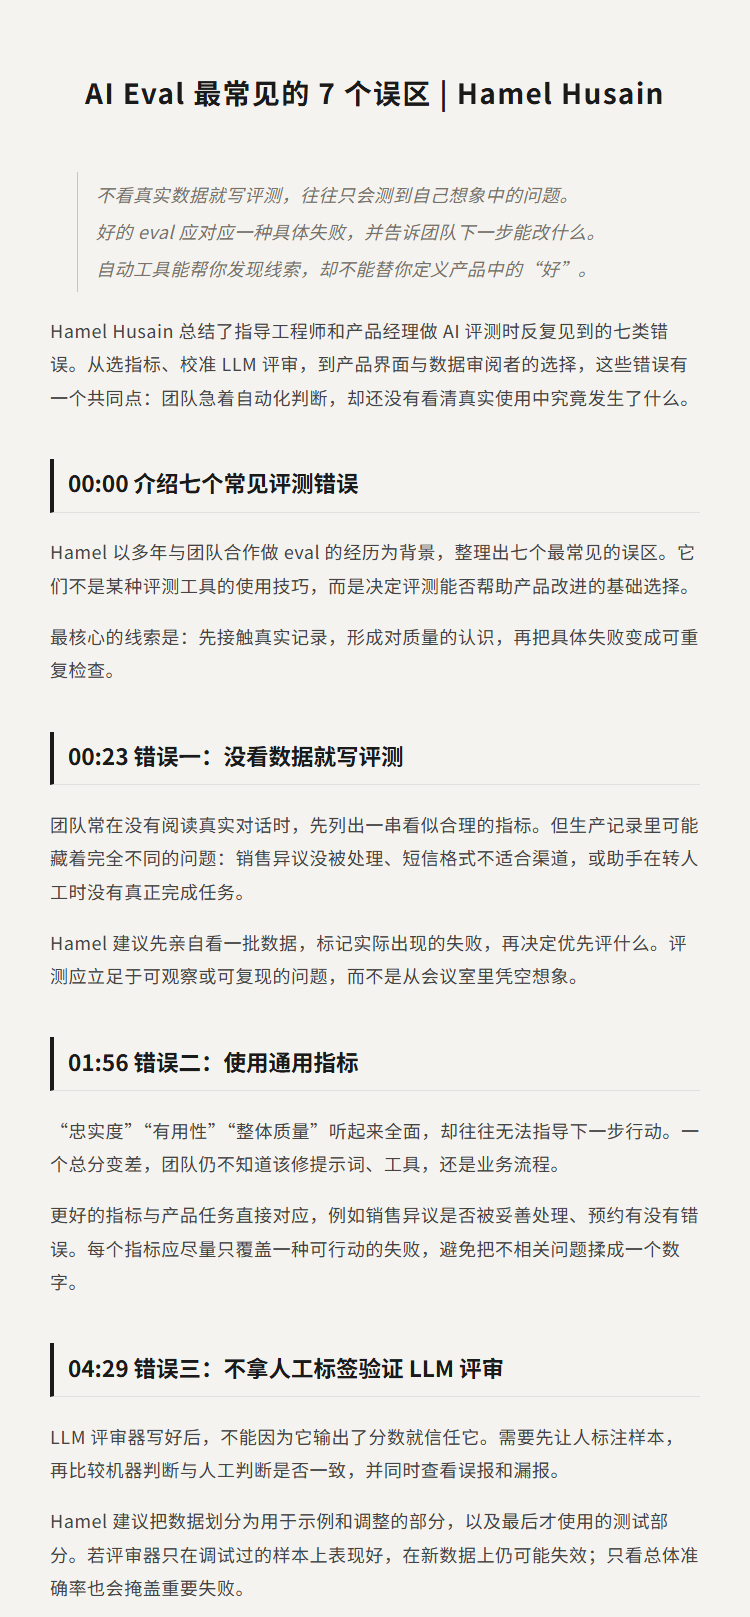 AI Eval 最常见的 7 个误区 | Hamel Husain
不看真实数据就写评测，往往只会测到自己想象中的问题。
好的 eval 应对应一种具体失败，并告诉团队下一步能改什么。
自动工具能帮你发现线索，却不能替你定义产品中的“好”。
Hamel Husain 总结了指导工程师和产品经理做 AI 评测时反复见到的七类错
误。从选指标、校准 LLM 评审，到产品界面与数据审阅者的选择，这些错误有
一个共同点：团队急着自动化判断，却还没有看清真实使用中究竟发生了什么。
00:00 介绍七个常见评测错误
Hamel 以多年与团队合作做 eval 的经历为背景，整理出七个最常见的误区。它
们不是某种评测工具的使用技巧，而是决定评测能否帮助产品改进的基础选择。
最核心的线索是：先接触真实记录，形成对质量的认识，再把具体失败变成可重
复检查。
00:23 错误一：没看数据就写评测
团队常在没有阅读真实对话时，先列出一串看似合理的指标。但生产记录里可能
藏着完全不同的问题：销售异议没被处理、短信格式不适合渠道，或助手在转人
工时没有真正完成任务。
Hamel 建议先亲自看一批数据，标记实际出现的失败，再决定优先评什么。评
测应立足于可观察或可复现的问题，而不是从会议室里凭空想象。
01:56 错误二：使用通用指标
“忠实度”“有用性”“整体质量”听起来全面，却往往无法指导下一步行动。一
个总分变差，团队仍不知道该修提示词、工具，还是业务流程。
更好的指标与产品任务直接对应，例如销售异议是否被妥善处理、预约有没有错
误。每个指标应尽量只覆盖一种可行动的失败，避免把不相关问题揉成一个数
字。
04:29 错误三：不拿人工标签验证 LLM 评审
LLM 评审器写好后，不能因为它输出了分数就信任它。需要先让人标注样本，
再比较机器判断与人工判断是否一致，并同时查看误报和漏报。
Hamel 建议把数据划分为用于示例和调整的部分，以及最后才使用的测试部
分。若评审器只在调试过的样本上表现好，在新数据上仍可能失效；只看总体准
确率也会掩盖重要失败。